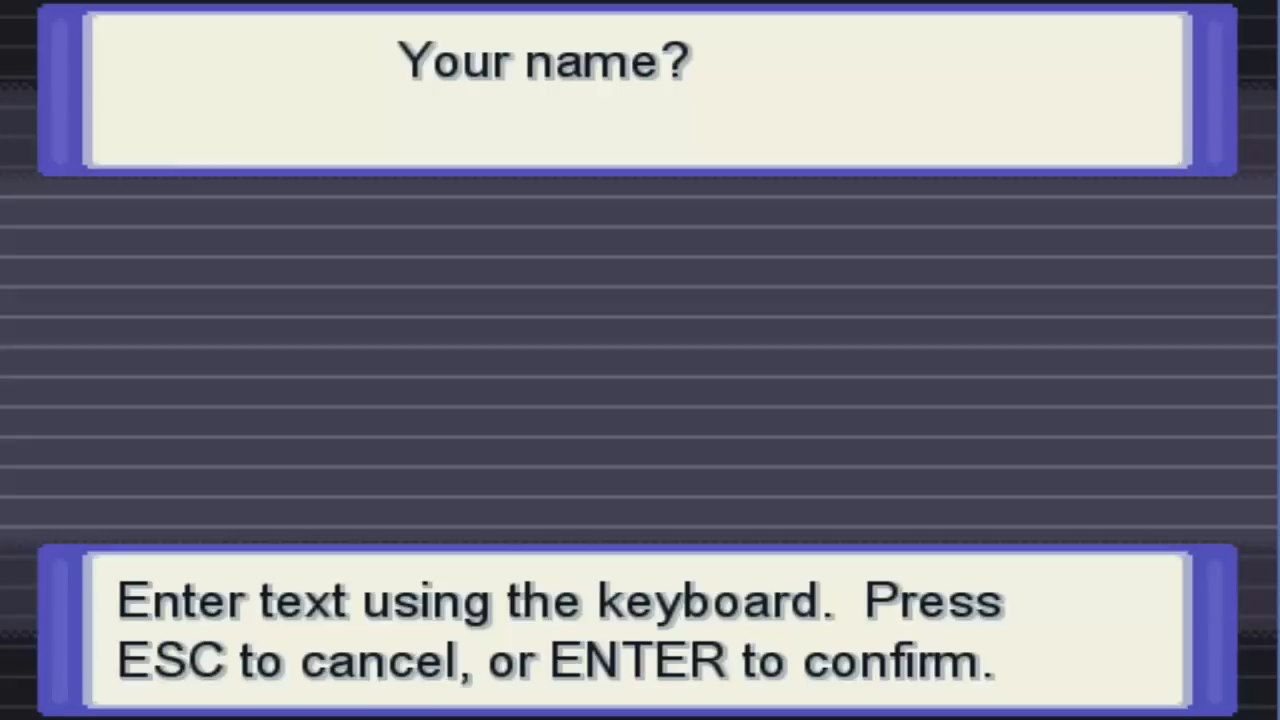 Your name?
Enter text using the keyboard.  Press
ESC to cancel, or ENTER to confirm.